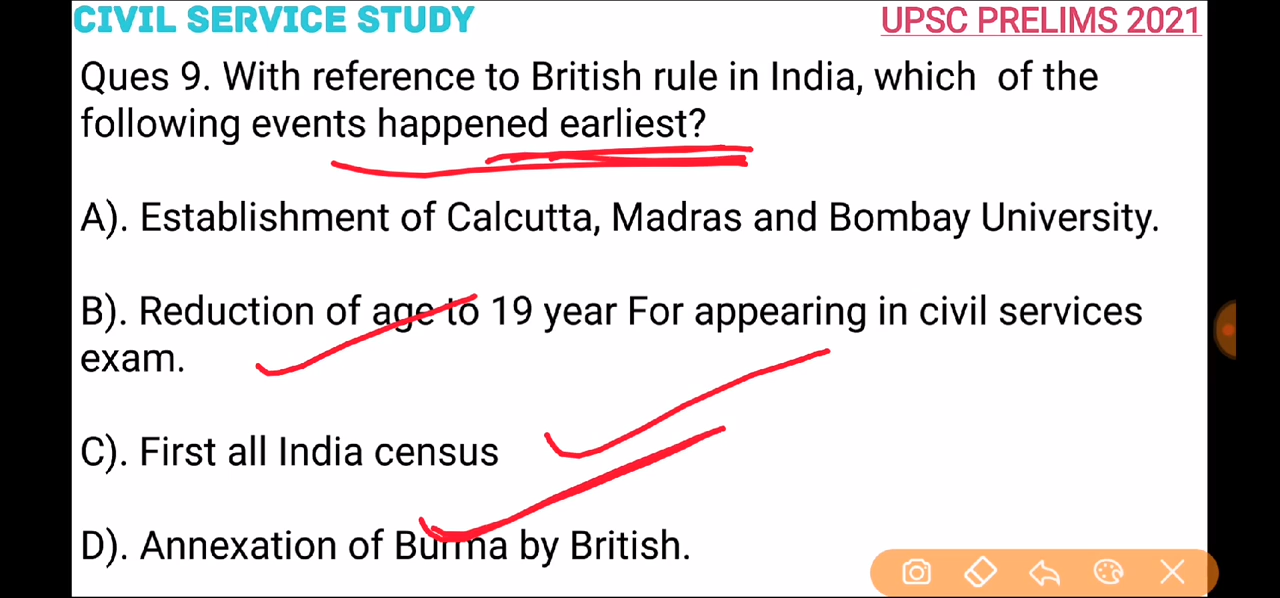 CIVIL SERVICE STUDY UPSC PRELIMS 2021
Ques 9. With reference to British rule in India, which of the
following events happened earliest?
A). Establishment of Calcutta, Madras and Bombay University.
B). Reduction of age to 19 year For appearing in civil services
exam.
C). First all India census
D). Annexation of Burma by British.